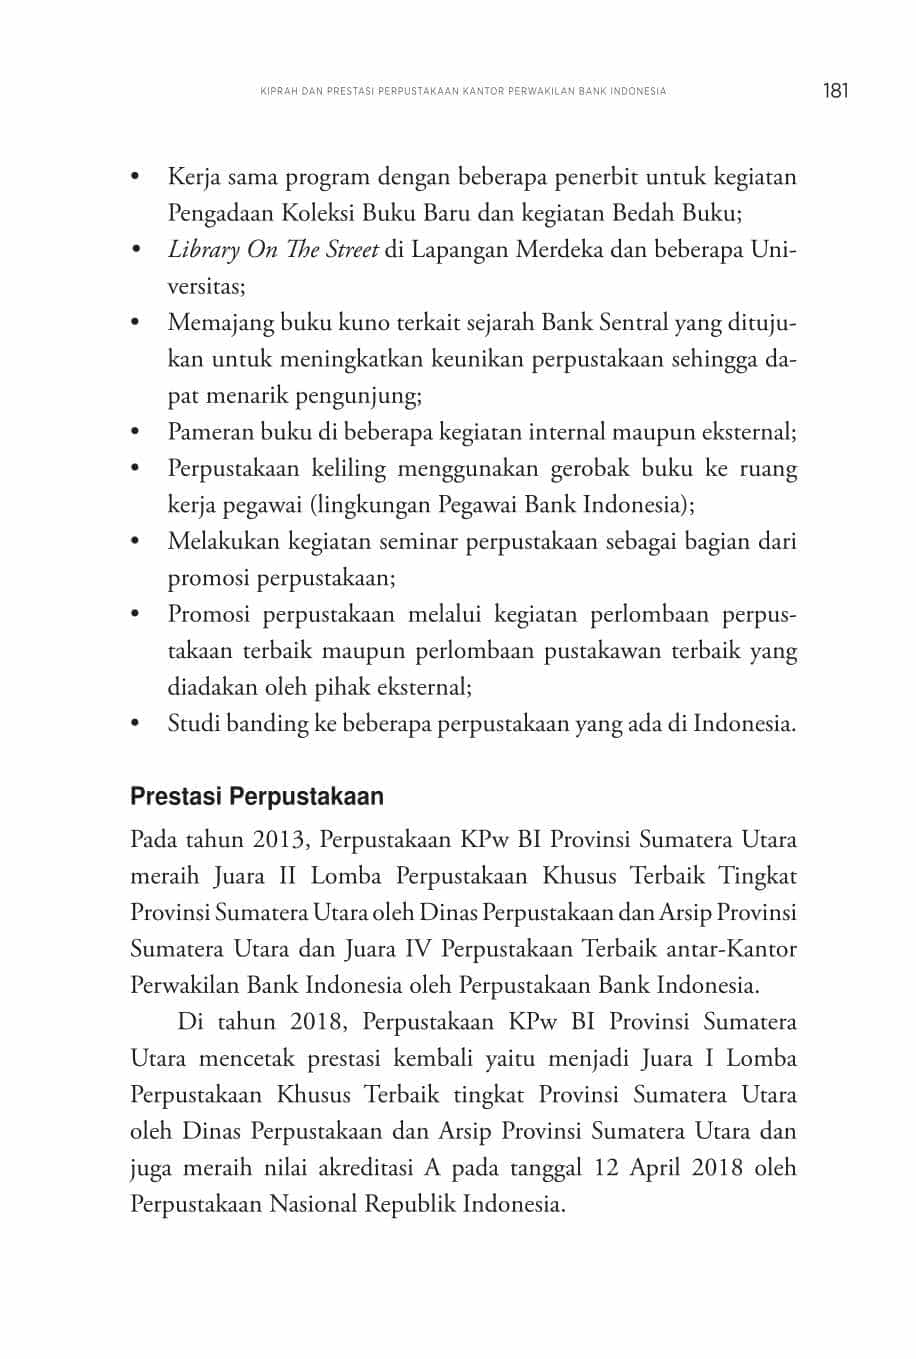 KIPRAH DAN PRESTASI PERPUSTAKAAN KANTOR PERWAKILAN BANK INDONESIA 181
• Kerja sama program dengan beberapa penerbit untuk kegiatan
Pengadaan Koleksi Buku Baru dan kegiatan Bedah Buku;
• Library On The Street di Lapangan Merdeka dan beberapa Uni-
versitas;
• Memajang buku kuno terkait sejarah Bank Sentral yang dituju-
kan untuk meningkatkan keunikan perpustakaan sehingga da-
pat menarik pengunjung;
• Pameran buku di beberapa kegiatan internal maupun eksternal;
• Perpustakaan keliling menggunakan gerobak buku ke ruang
kerja pegawai (lingkungan Pegawai Bank Indonesia);
• Melakukan kegiatan seminar perpustakaan sebagai bagian dari
promosi perpustakaan;
• Promosi perpustakaan melalui kegiatan perlombaan perpus-
takaan terbaik maupun perlombaan pustakawan terbaik yang
diadakan oleh pihak eksternal;
• Studi banding ke beberapa perpustakaan yang ada di Indonesia.
Prestasi Perpustakaan
Pada tahun 2013, Perpustakaan KPw BI Provinsi Sumatera Utara
meraih Juara II Lomba Perpustakaan Khusus Terbaik Tingkat
Provinsi Sumatera Utara oleh Dinas Perpustakaan dan Arsip Provinsi
Sumatera Utara dan Juara IV Perpustakaan Terbaik antar-Kantor
Perwakilan Bank Indonesia oleh Perpustakaan Bank Indonesia.
Di tahun 2018, Perpustakaan KPw BI Provinsi Sumatera
Utara mencetak prestasi kembali yaitu menjadi Juara I Lomba
Perpustakaan Khusus Terbaik tingkat Provinsi Sumatera Utara
oleh Dinas Perpustakaan dan Arsip Provinsi Sumatera Utara dan
juga meraih nilai akreditasi A pada tanggal 12 April 2018 oleh
Perpustakaan Nasional Republik Indonesia.